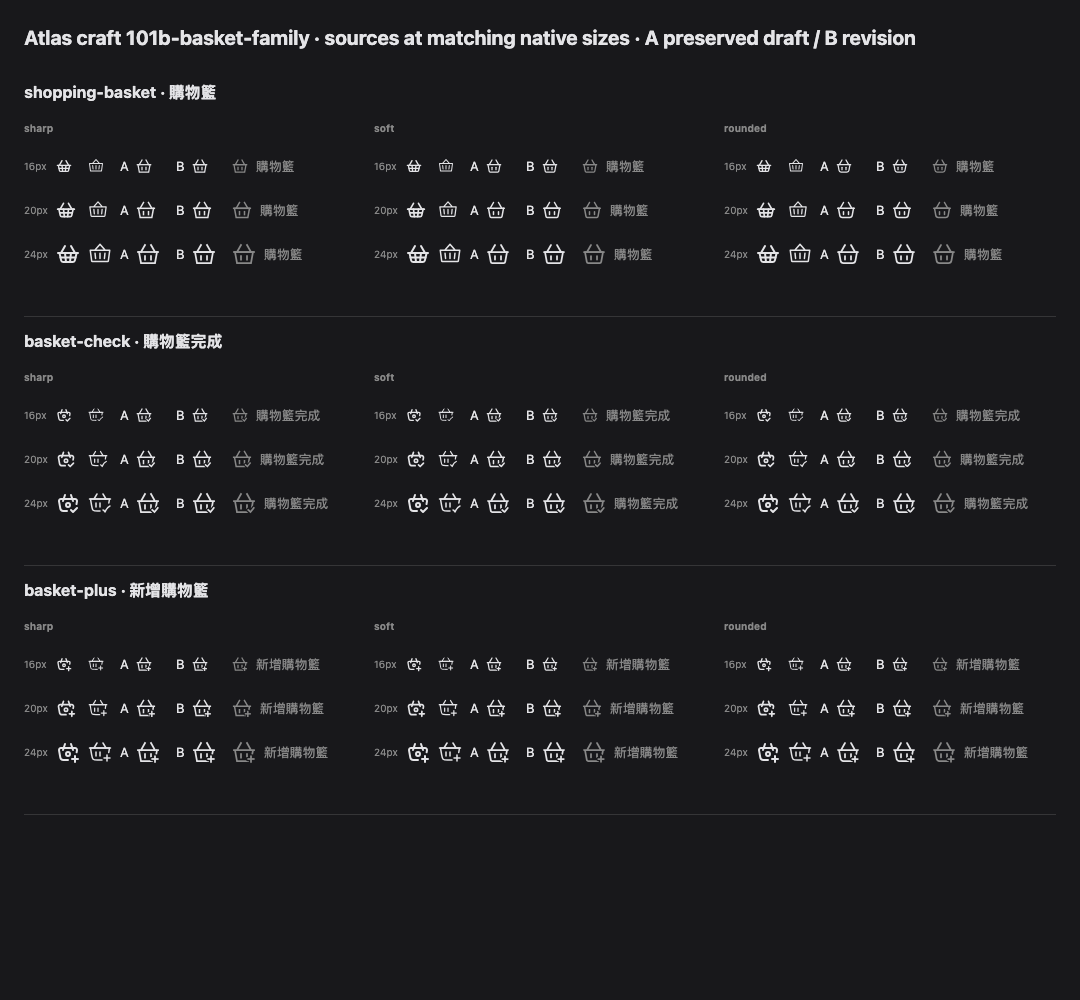 Atlas craft 101b-basket-family · sources at matching native sizes · A preserved draft / B revision
shopping-basket · 購物籃
sharp soft rounded
16px A B 購物籃 16px A B 購物籃 16px A B 購物籃
20px A B 購物籃 20px A B 購物籃 20px A B 購物籃
24px A B 購物籃 24px A B 購物籃 24px A B 購物籃
basket-check · 購物籃完成
sharp soft rounded
16px A B 購物籃完成 16px A B 購物籃完成 16px A B 購物籃完成
20px A B 購物籃完成 20px A B 購物籃完成 20px A B 購物籃完成
24px A B 購物籃完成 24px A B 購物籃完成 24px A B 購物籃完成
basket-plus · 新增購物籃
sharp soft rounded
16px A B 新增購物籃 16px A B 新增購物籃 16px A B 新增購物籃
20px A B 新增購物籃 20px A B 新增購物籃 20px A B 新增購物籃
24px A B 新增購物籃 24px A B 新增購物籃 24px A B 新增購物籃